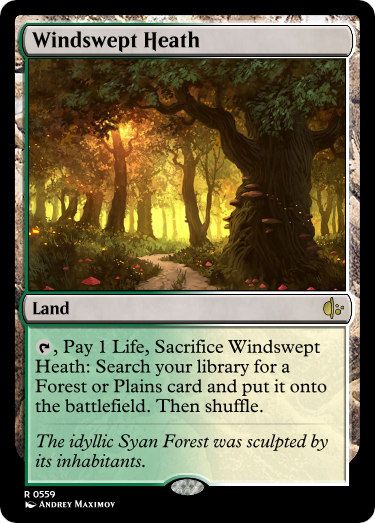 Windswept Heath
Land
, Pay 1 Life, Sacrifice Windswept
Heath: Search your library for a
Forest or Plains card and put it onto
the battlefield. Then shuffle.
The idyllic Syan Forest was sculpted by
its inhabitants.
R 0559
Andrey Maximov